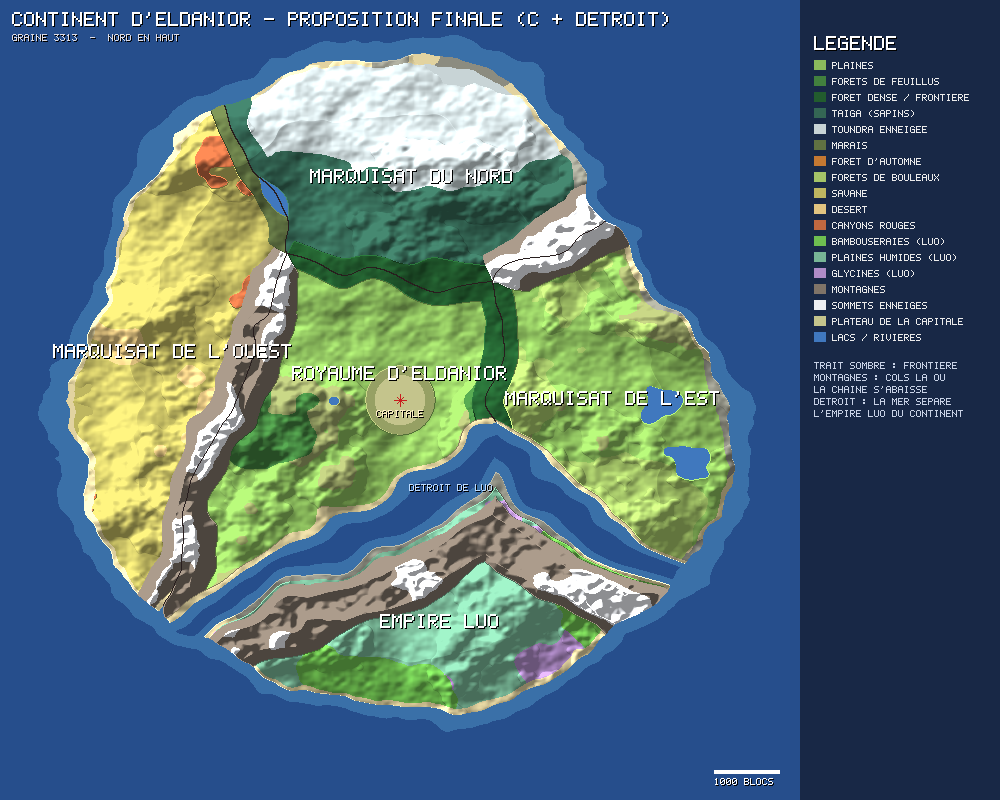 CONTINENT D'ELDANIOR - PROPOSITION FINALE (C + DETROIT)
GRAINE 3313 - NORD EN HAUT
MARQUISAT DU NORD
MARQUISAT DE L'OUEST
ROYAUME D'ELDANIOR
MARQUISAT DE L'EST
CAPITALE
DETROIT DE LUO
EMPIRE LUO
1000 BLOCS
LEGENDE
PLAINES
FORETS DE FEUILLUS
FORET DENSE / FRONTIERE
TAIGA (SAPINS)
TOUNDRA ENNEIGEE
MARAIS
FORET D'AUTOMNE
FORETS DE BOULEAUX
SAVANE
DESERT
CANYONS ROUGES
BAMBOUSERAIES (LUO)
PLAINES HUMIDES (LUO)
GLYCINES (LUO)
MONTAGNES
SOMMETS ENNEIGES
PLATEAU DE LA CAPITALE
LACS / RIVIERES
TRAIT SOMBRE : FRONTIERE
MONTAGNES : COLS LA OU
LA CHAINE S'ABAISSE
DETROIT : LA MER SEPARE
L'EMPIRE LUO DU CONTINENT